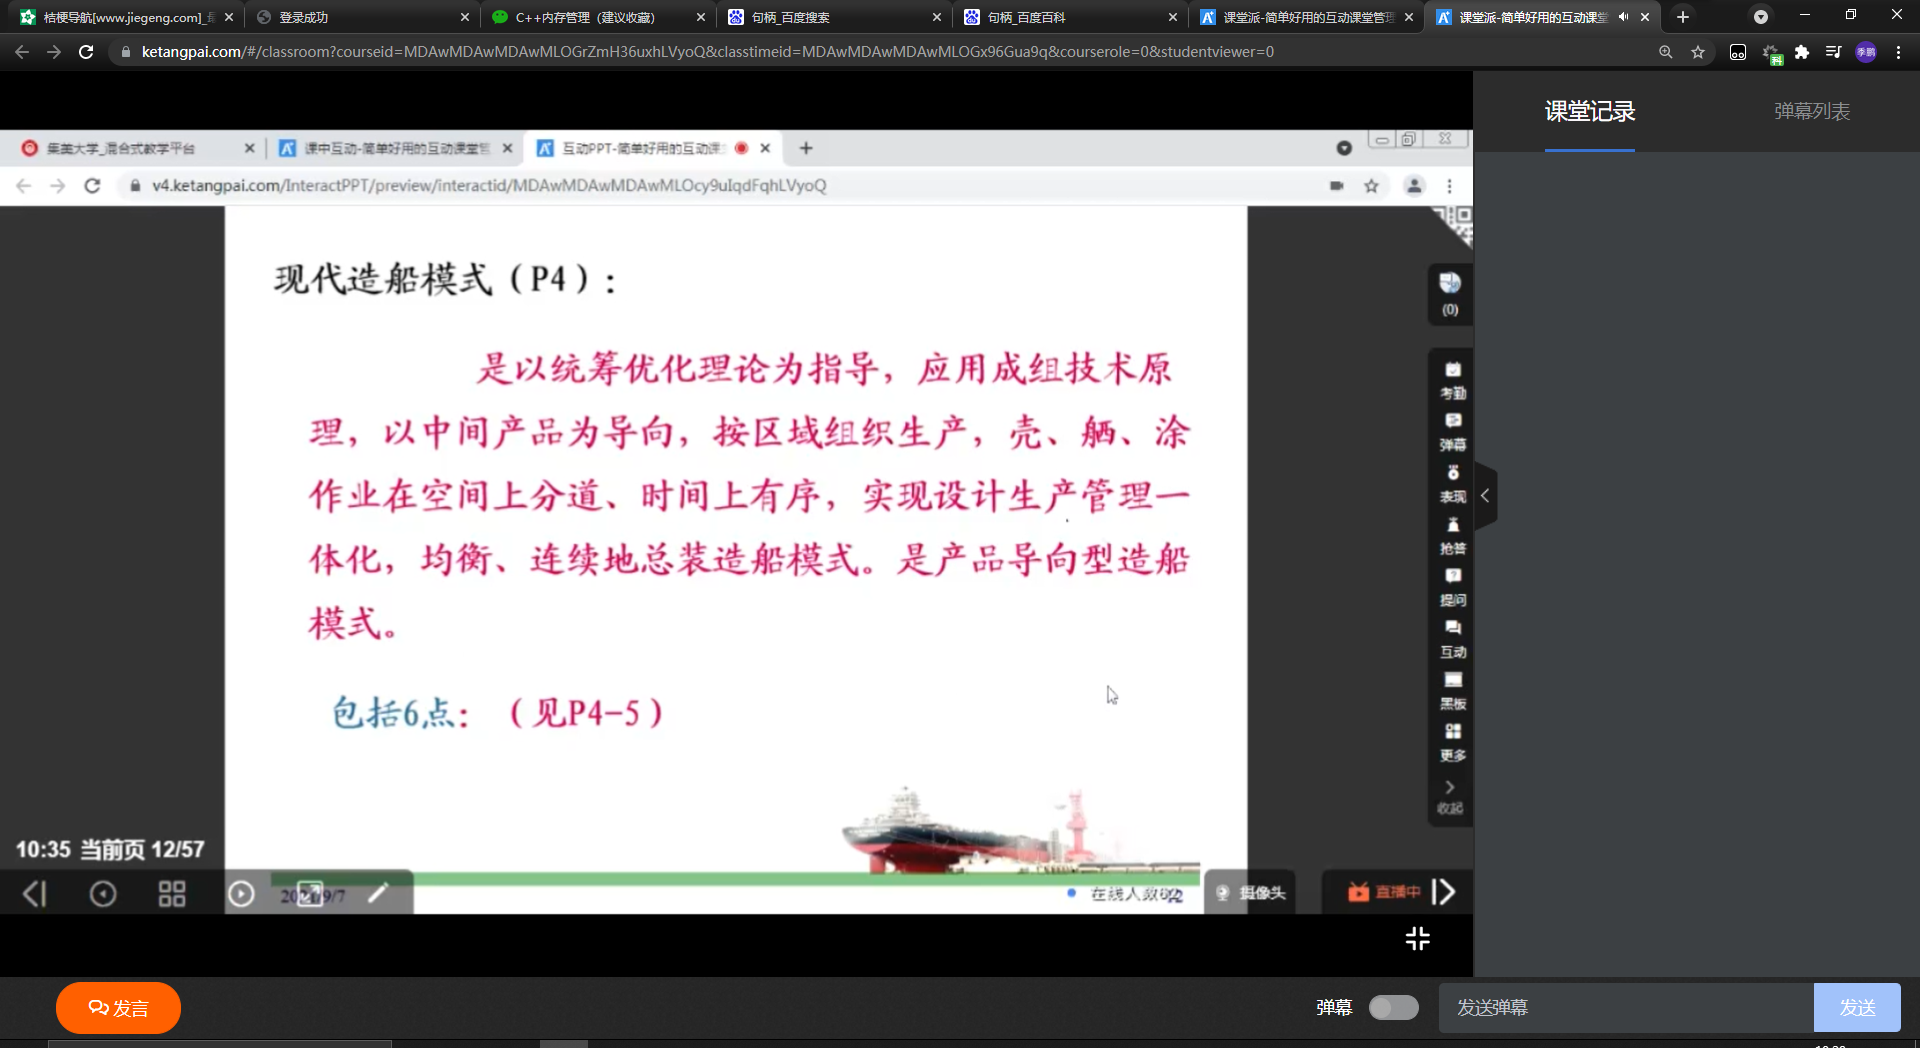 桔梗导航[www.jiegeng.com]_
登录成功
C++内存管理（建议收藏）
句柄_百度搜索
句柄_百度百科
课堂派-简单好用的互动课堂管理
课堂派-简单好用的互动课堂
ketangpai.com/#/classroom?courseid=MDAwMDAwMDAwMLOGrZmH36uxhLVyoQ&classtimeid=MDAwMDAwMDAwMLOGx96Gua9q&courserole=0&studentviewer=0
季鹏
科
课堂记录
弹幕列表
集美大学_混合式教学平台
课中互动-简单好用的互动课堂管
互动PPT-简单好用的互动课
v4.ketangpai.com/InteractPPT/preview/interactid/MDAwMDAwMDAwMLOcy9uIqdFqhLVyoQ
现代造船模式（P4）：
是以统筹优化理论为指导，应用成组技术原
理，以中间产品为导向，按区域组织生产，壳、舾、涂
作业在空间上分道、时间上有序，实现设计生产管理一
体化，均衡、连续地总装造船模式。是产品导向型造船
模式。
包括6点：（见P4-5）
(0)
考勤
弹幕
表现
抢答
提问
互动
黑板
更多
收起
10:35 当前页 12/57
在线人数
摄像头
直播中
发言
弹幕
发送弹幕
发送